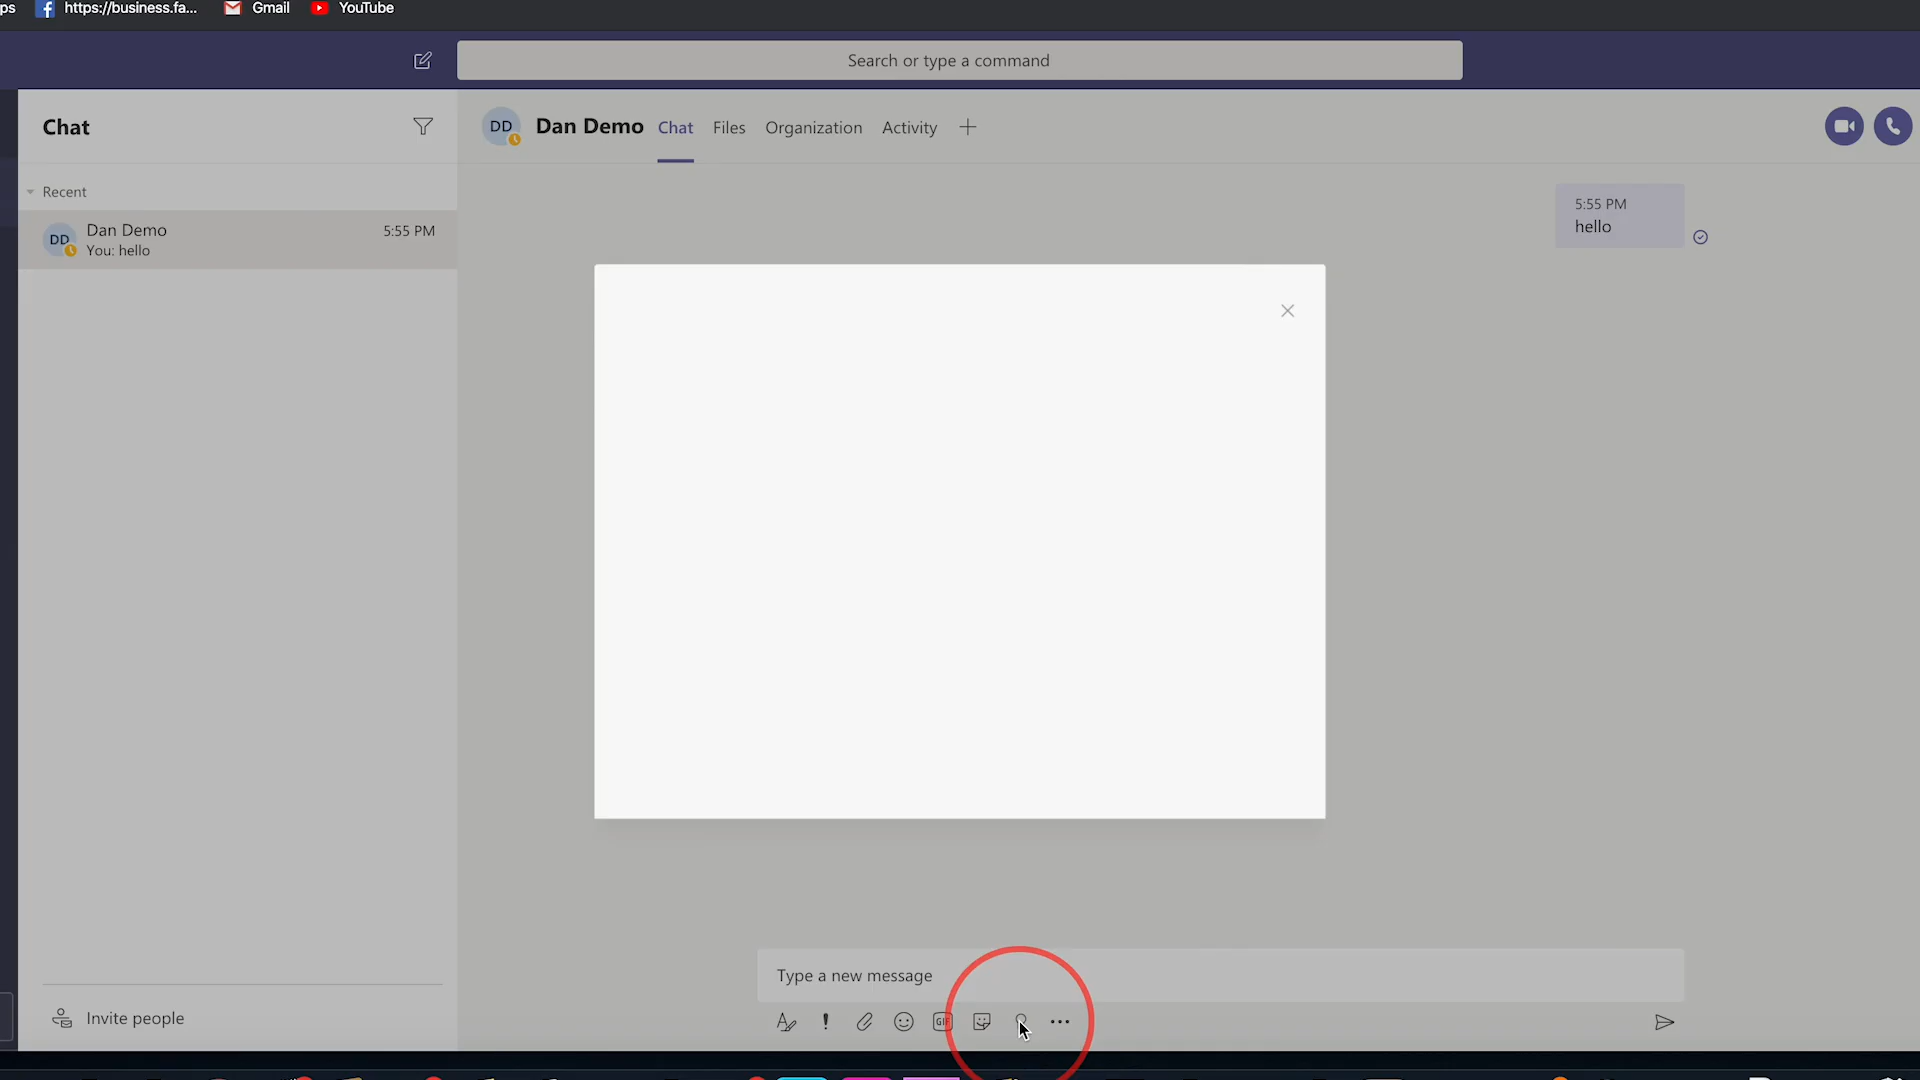 ps https://business.fa... Gmail YouTube
Search or type a command
Chat
DD Dan Demo Chat Files Organization Activity
Recent
5:55 PM
hello
DD Dan Demo 5:55 PM
You: hello
Type a new message
Invite people
GIF